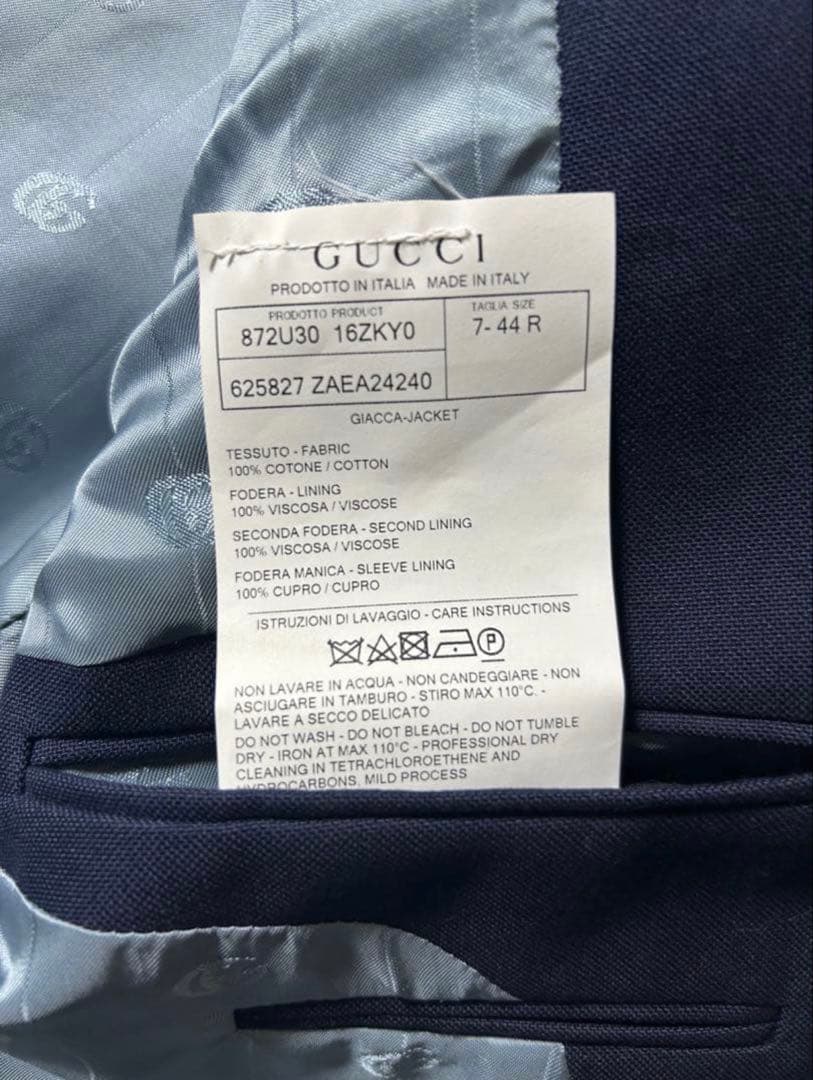 GUCCI
PRODOTTO IN ITALIA MADE IN ITALY
PRODOTTO PRODUCT
872U30 16ZKY0
TAGLIA SIZE
7- 44 R
625827 ZAEA24240
GIACCA-JACKET
TESSUTO - FABRIC
100% COTONE / COTTON
FODERA - LINING
100% VISCOSA / VISCOSE
SECONDA FODERA - SECOND LINING
100% VISCOSA / VISCOSE
FODERA MANICA - SLEEVE LINING
100% CUPRO / CUPRO
ISTRUZIONI DI LAVAGGIO - CARE INSTRUCTIONS
P
NON LAVARE IN ACQUA - NON CANDEGGIARE - NON
ASCIUGARE IN TAMBURO - STIRO MAX 110°C. -
LAVARE A SECCO DELICATO
DO NOT WASH - DO NOT BLEACH - DO NOT TUMBLE
DRY - IRON AT MAX 110°C - PROFESSIONAL DRY
CLEANING IN TETRACHLOROETHENE AND
HYDROCARBONS. MILD PROCESS